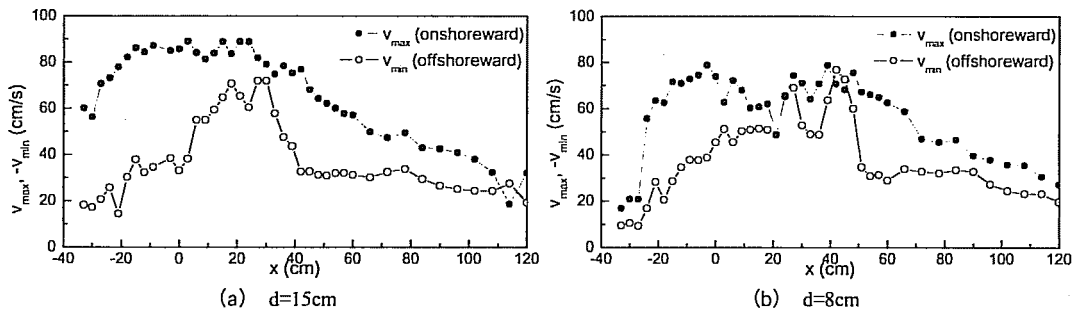 100
80
60
40
20
0
-40 -20 0 20 40 60 80 100 120
v_max, -v_min (cm/s)
x (cm)
v_max (onshoreward)
v_min (offshoreward)
(a) d=15cm
100
80
60
40
20
0
-40 -20 0 20 40 60 80 100 120
v_max, -v_min (cm/s)
x (cm)
v_max (onshoreward)
v_min (offshoreward)
(b) d=8cm